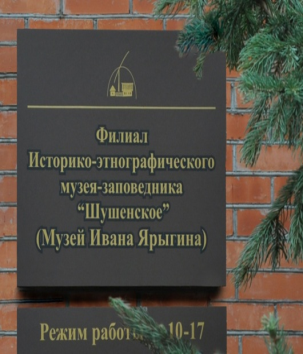 Филиал
Историко-этнографического
музея-заповедника
“Шушенское”
(Музей Ивана Ярыгина)
Режим работы 10-17